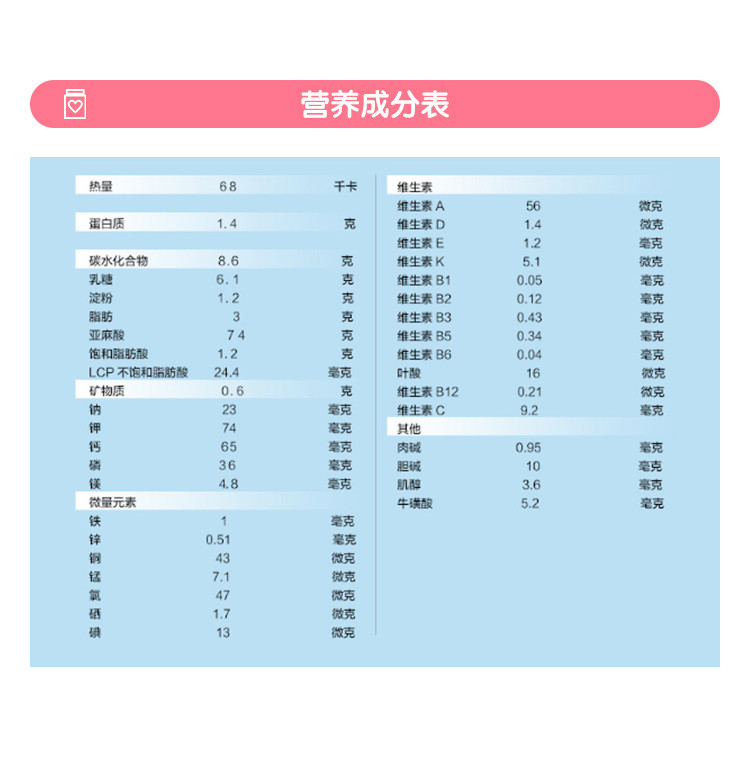 营养成分表
热量 68 千卡
蛋白质 1.4 克
碳水化合物 8.6 克
乳糖 6.1 克
淀粉 1.2 克
脂肪 3 克
亚麻酸 74 克
饱和脂肪酸 1.2 克
LCP 不饱和脂肪酸 24.4 毫克
矿物质 0.6 克
钠 23 毫克
钾 74 毫克
钙 65 毫克
磷 36 毫克
镁 4.8 毫克
微量元素
铁 1 毫克
锌 0.51 毫克
铜 43 微克
锰 7.1 微克
氯 47 微克
硒 1.7 微克
碘 13 微克
维生素
维生素 A 56 微克
维生素 D 1.4 微克
维生素 E 1.2 毫克
维生素 K 5.1 微克
维生素 B1 0.05 毫克
维生素 B2 0.12 毫克
维生素 B3 0.43 毫克
维生素 B5 0.34 毫克
维生素 B6 0.04 毫克
叶酸 16 微克
维生素 B12 0.21 微克
维生素 C 9.2 毫克
其他
肉碱 0.95 毫克
胆碱 10 毫克
肌醇 3.6 毫克
牛磺酸 5.2 毫克